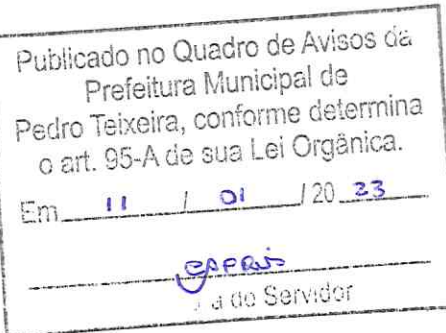 Publicado no Quadro de Avisos da
Prefeitura Municipal de
Pedro Teixeira, conforme determina
o art. 95-A de sua Lei Orgânica.
Em 11 / 01 / 20 23
do Servidor